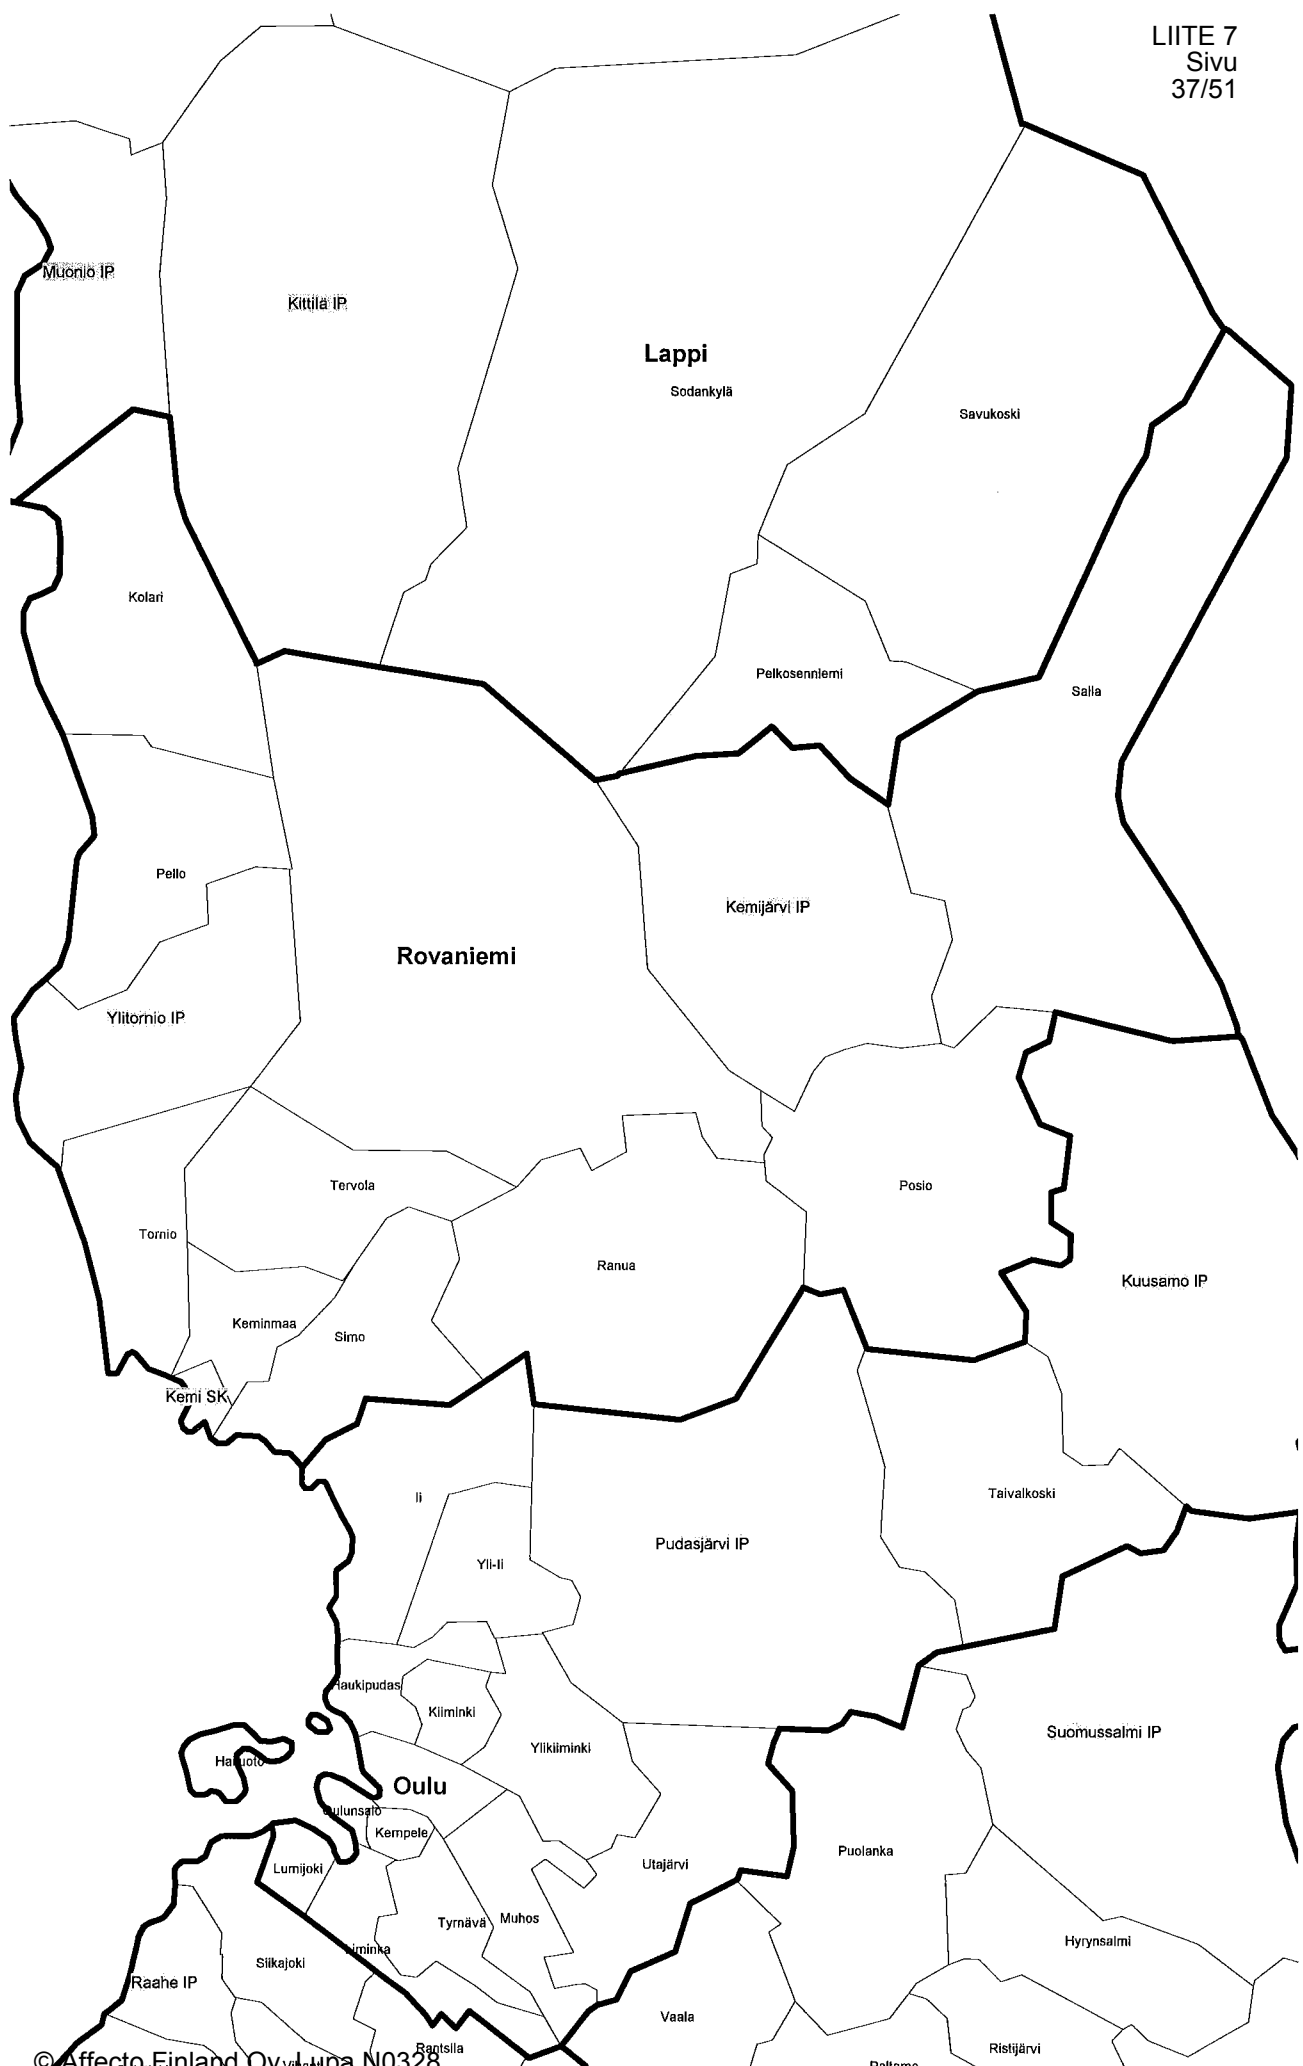 LIITE 7
Sivu
37/51
Muonio IP
Kittilä IP
Lappi
Sodankylä
Savukoski
Kolari
Pelkosenniemi
Salla
Pello
Kemijärvi IP
Rovaniemi
Ylitornio IP
Tervola
Posio
Tornio
Ranua
Kuusamo IP
Keminmaa
Simo
Kemi SK
Ii
Taivalkoski
Pudasjärvi IP
Yli-Ii
Haukipudas
Kiiminki
Suomussalmi IP
Ylikiiminki
Hailuoto
Oulu
Oulunsalo
Kempele
Puolanka
Lumijoki
Utajärvi
Tyrnävä
Muhos
Hyrynsalmi
Liminka
Siikajoki
Raahe IP
Vaala
Rantsila
Ristijärvi
Paltamo
© Affecto Finland Oy, Lupa N0328